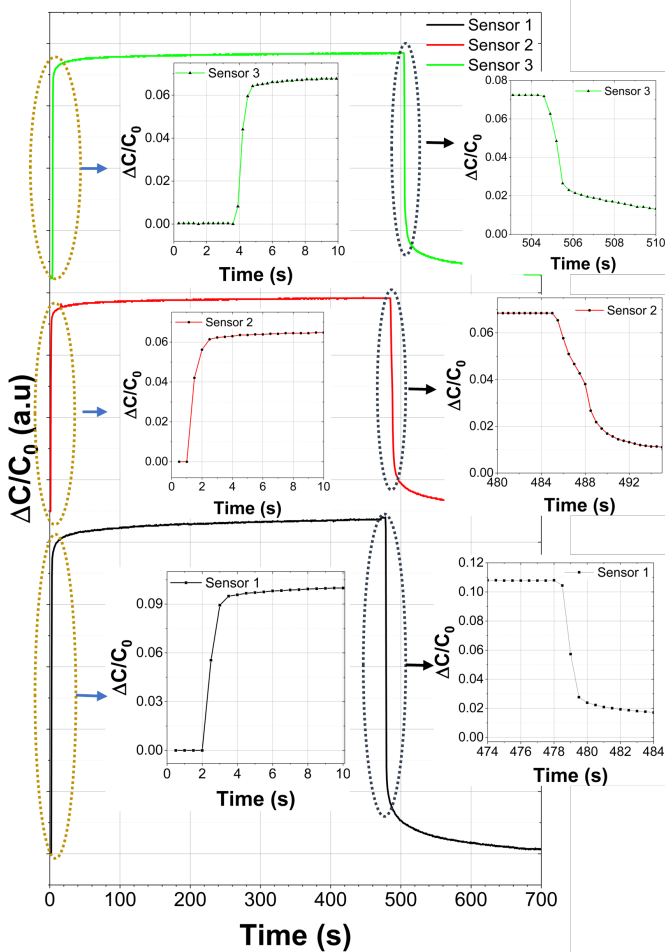 Sensor 1
Sensor 2
Sensor 3
Sensor 3
0.06
0.04
0.02
0.00
0 2 4 6 8 10
Time (s)
ΔC/C0
Sensor 3
0.08
0.06
0.04
0.02
0.00
504 506 508 510
Time (s)
ΔC/C0
Sensor 2
0.06
0.04
0.02
0.00
0 2 4 6 8 10
Time (s)
ΔC/C0
Sensor 2
0.06
0.04
0.02
0.00
480 484 488 492
Time (s)
ΔC/C0
ΔC/C0 (a.u)
Sensor 1
0.09
0.06
0.03
0.00
0 2 4 6 8 10
Time (s)
ΔC/C0
Sensor 1
0.12
0.10
0.08
0.06
0.04
0.02
0.00
474 476 478 480 482 484
Time (s)
ΔC/C0
0 100 200 300 400 500 600 700
Time (s)